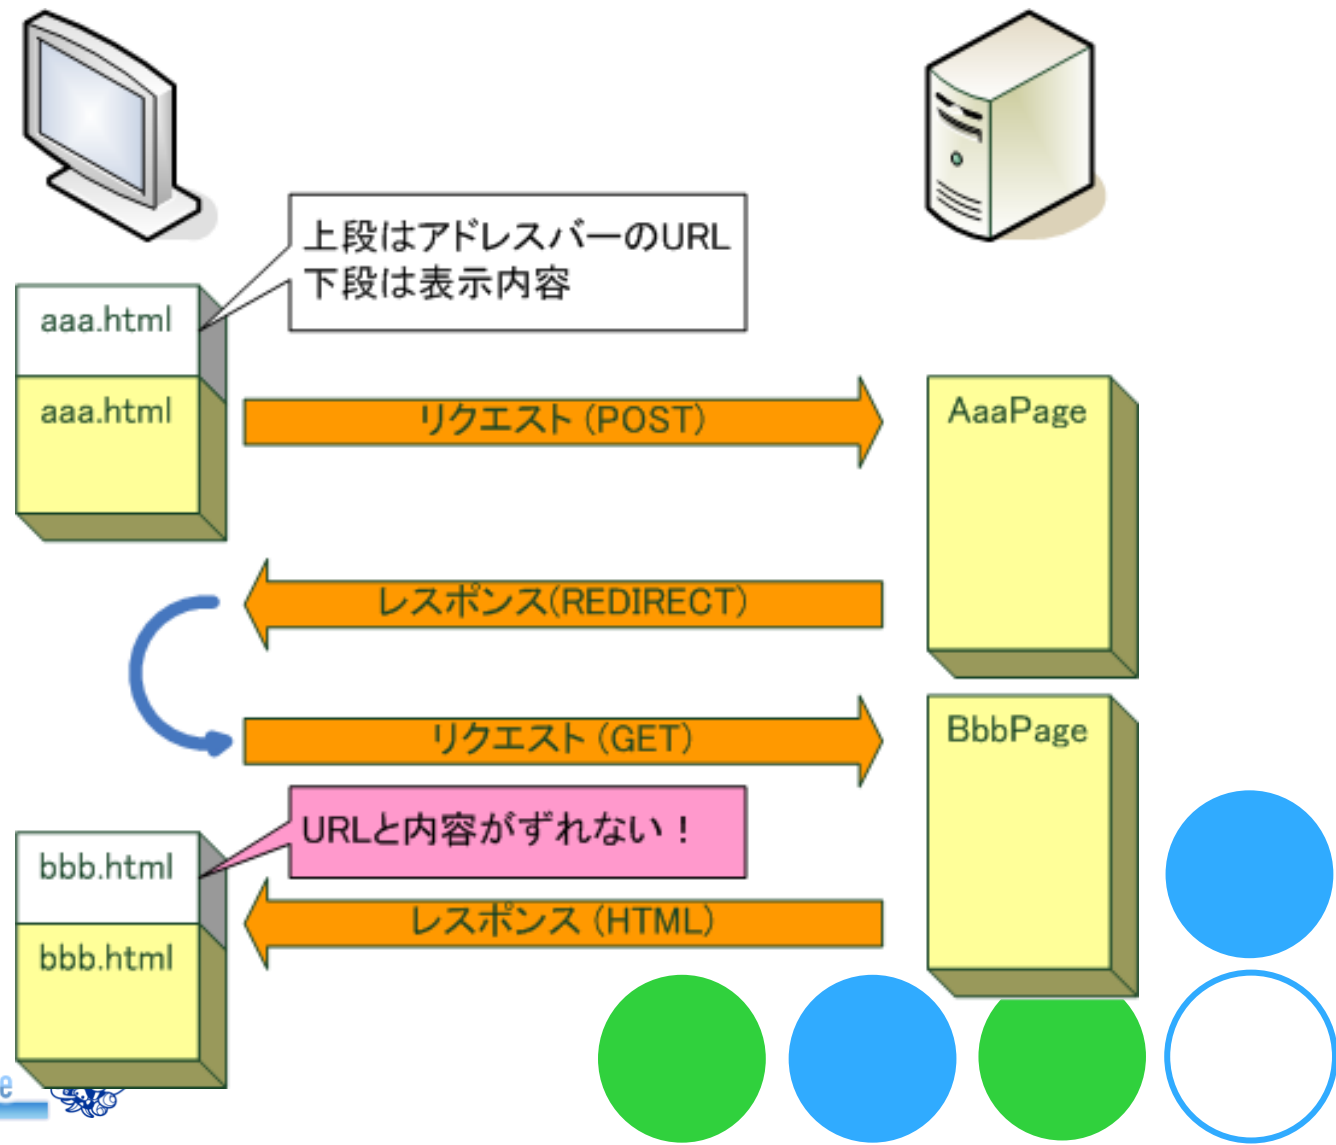 上段はアドレスバーのURL
下段は表示内容
aaa.html
aaa.html
リクエスト (POST)
AaaPage
レスポンス(REDIRECT)
リクエスト (GET)
BbbPage
URLと内容がずれない！
bbb.html
レスポンス (HTML)
bbb.html
e